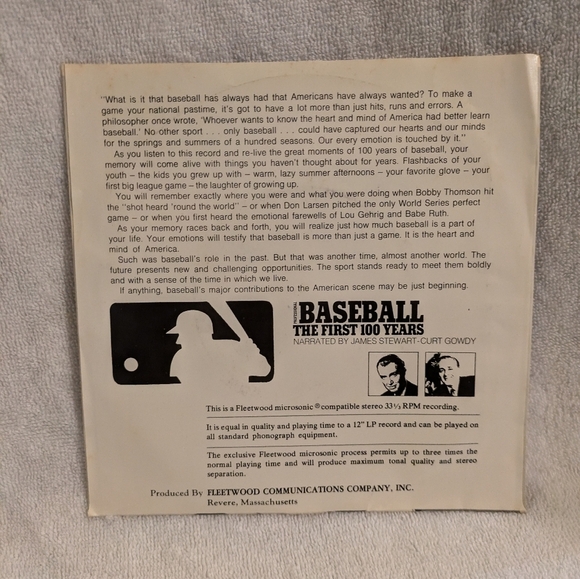 "What is it that baseball has always had that Americans have always wanted? To make a
game your national pastime, it's got to have a lot more than just hits, runs and errors. A
philosopher once wrote, 'Whoever wants to know the heart and mind of America had better learn
baseball.' No other sport . . . only baseball . . . could have captured our hearts and our minds
for the springs and summers of a hundred seasons. Our every emotion is touched by it."
As you listen to this record and re-live the great moments of 100 years of baseball, your
memory will come alive with things you haven't thought about for years. Flashbacks of your
youth – the kids you grew up with – warm, lazy summer afternoons – your favorite glove – your
first big league game – the laughter of growing up.
You will remember exactly where you were and what you were doing when Bobby Thomson hit
the "shot heard 'round the world" – or when Don Larsen pitched the only World Series perfect
game – or when you first heard the emotional farewells of Lou Gehrig and Babe Ruth.
As your memory races back and forth, you will realize just how much baseball is a part of
your life. Your emotions will testify that baseball is more than just a game. It is the heart and
mind of America.
Such was baseball's role in the past. But that was another time, almost another world. The
future presents new and challenging opportunities. The sport stands ready to meet them boldly
and with a sense of the time in which we live.
If anything, baseball's major contributions to the American scene may be just beginning.
PROFESSIONAL
BASEBALL
THE FIRST 100 YEARS
NARRATED BY JAMES STEWART-CURT GOWDY
This is a Fleetwood microsonic ® compatible stereo 33 1/3 RPM recording.
It is equal in quality and playing time to a 12" LP record and can be played on
all standard phonograph equipment.
The exclusive Fleetwood microsonic process permits up to three times the
normal playing time and will produce maximum tonal quality and stereo
separation.
Produced By FLEETWOOD COMMUNICATIONS COMPANY, INC.
Revere, Massachusetts